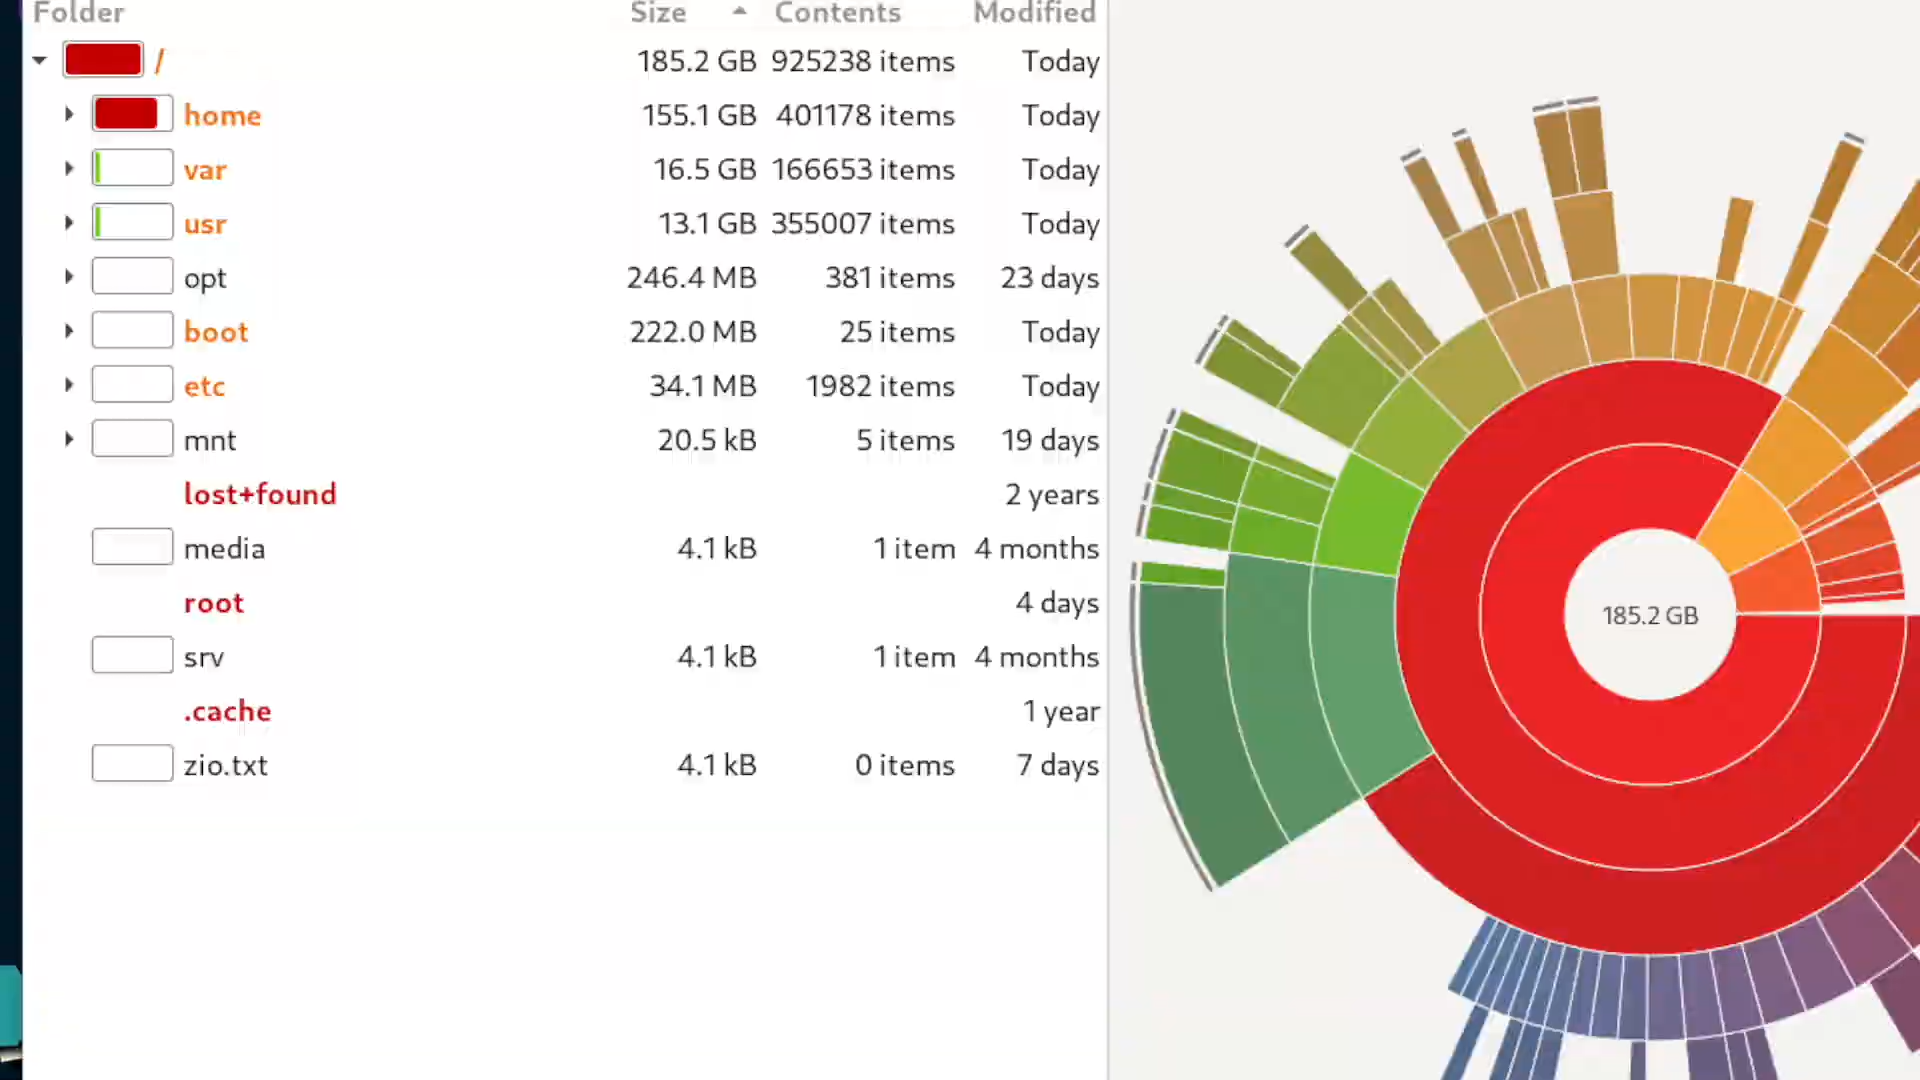 Folder Size Contents Modified
/ 185.2 GB 925238 items Today
home 155.1 GB 401178 items Today
var 16.5 GB 166653 items Today
usr 13.1 GB 355007 items Today
opt 246.4 MB 381 items 23 days
boot 222.0 MB 25 items Today
etc 34.1 MB 1982 items Today
mnt 20.5 kB 5 items 19 days
lost+found 2 years
media 4.1 kB 1 item 4 months
root 4 days
srv 4.1 kB 1 item 4 months
.cache 1 year
zio.txt 4.1 kB 0 items 7 days
185.2 GB